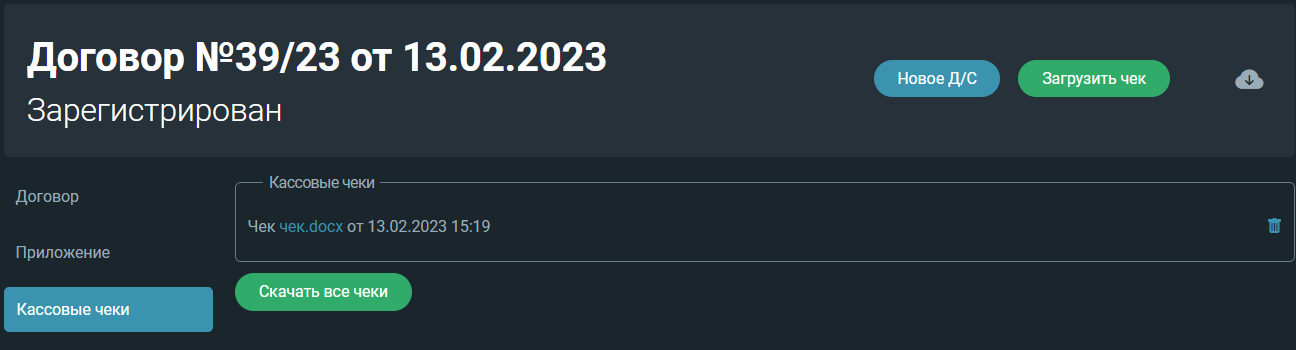 Договор №39/23 от 13.02.2023
Зарегистрирован
Новое Д/С
Загрузить чек
Договор
Приложение
Кассовые чеки
Кассовые чеки
Чек чек.docx от 13.02.2023 15:19
Скачать все чеки